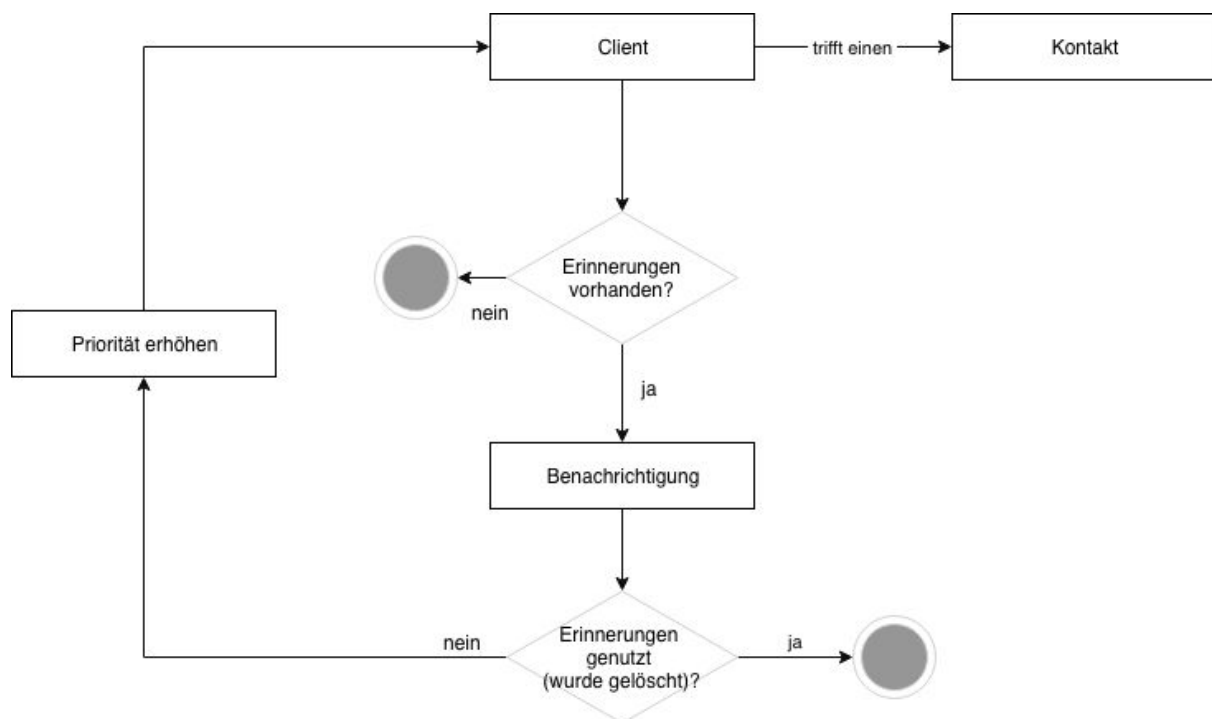 Client
trifft einen
Kontakt
Erinnerungen
vorhanden?
nein
Priorität erhöhen
ja
Benachrichtigung
nein
Erinnerungen
genutzt
(wurde gelöscht)?
ja